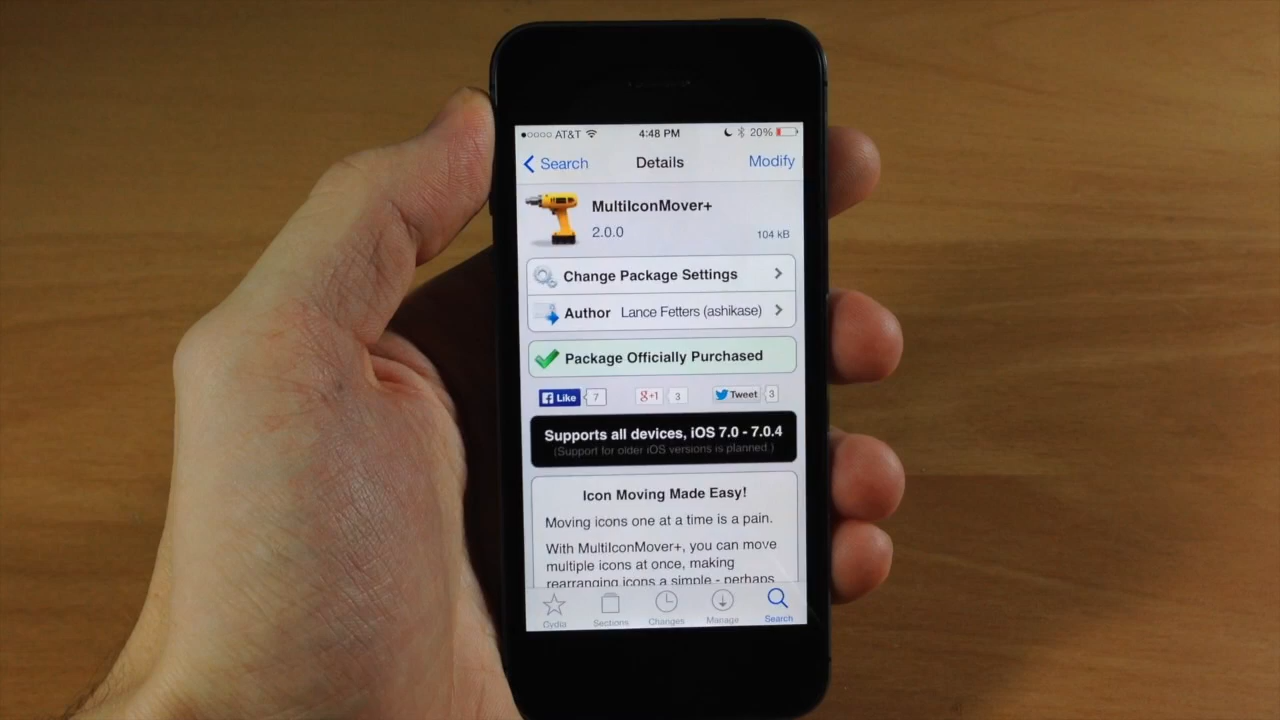 AT&T 4:48 PM 20%
Search Details Modify
MultiIconMover+
2.0.0 104 kB
Change Package Settings
Author Lance Fetters (ashikase)
Package Officially Purchased
Like 7 g+1 3 Tweet 3
Supports all devices, iOS 7.0 - 7.0.4
(Support for older iOS versions is planned.)
Icon Moving Made Easy!
Moving icons one at a time is a pain.
With MultiIconMover+, you can move
multiple icons at once, making
rearranging icons a simple - perhaps
Cydia Sections Changes Manage Search